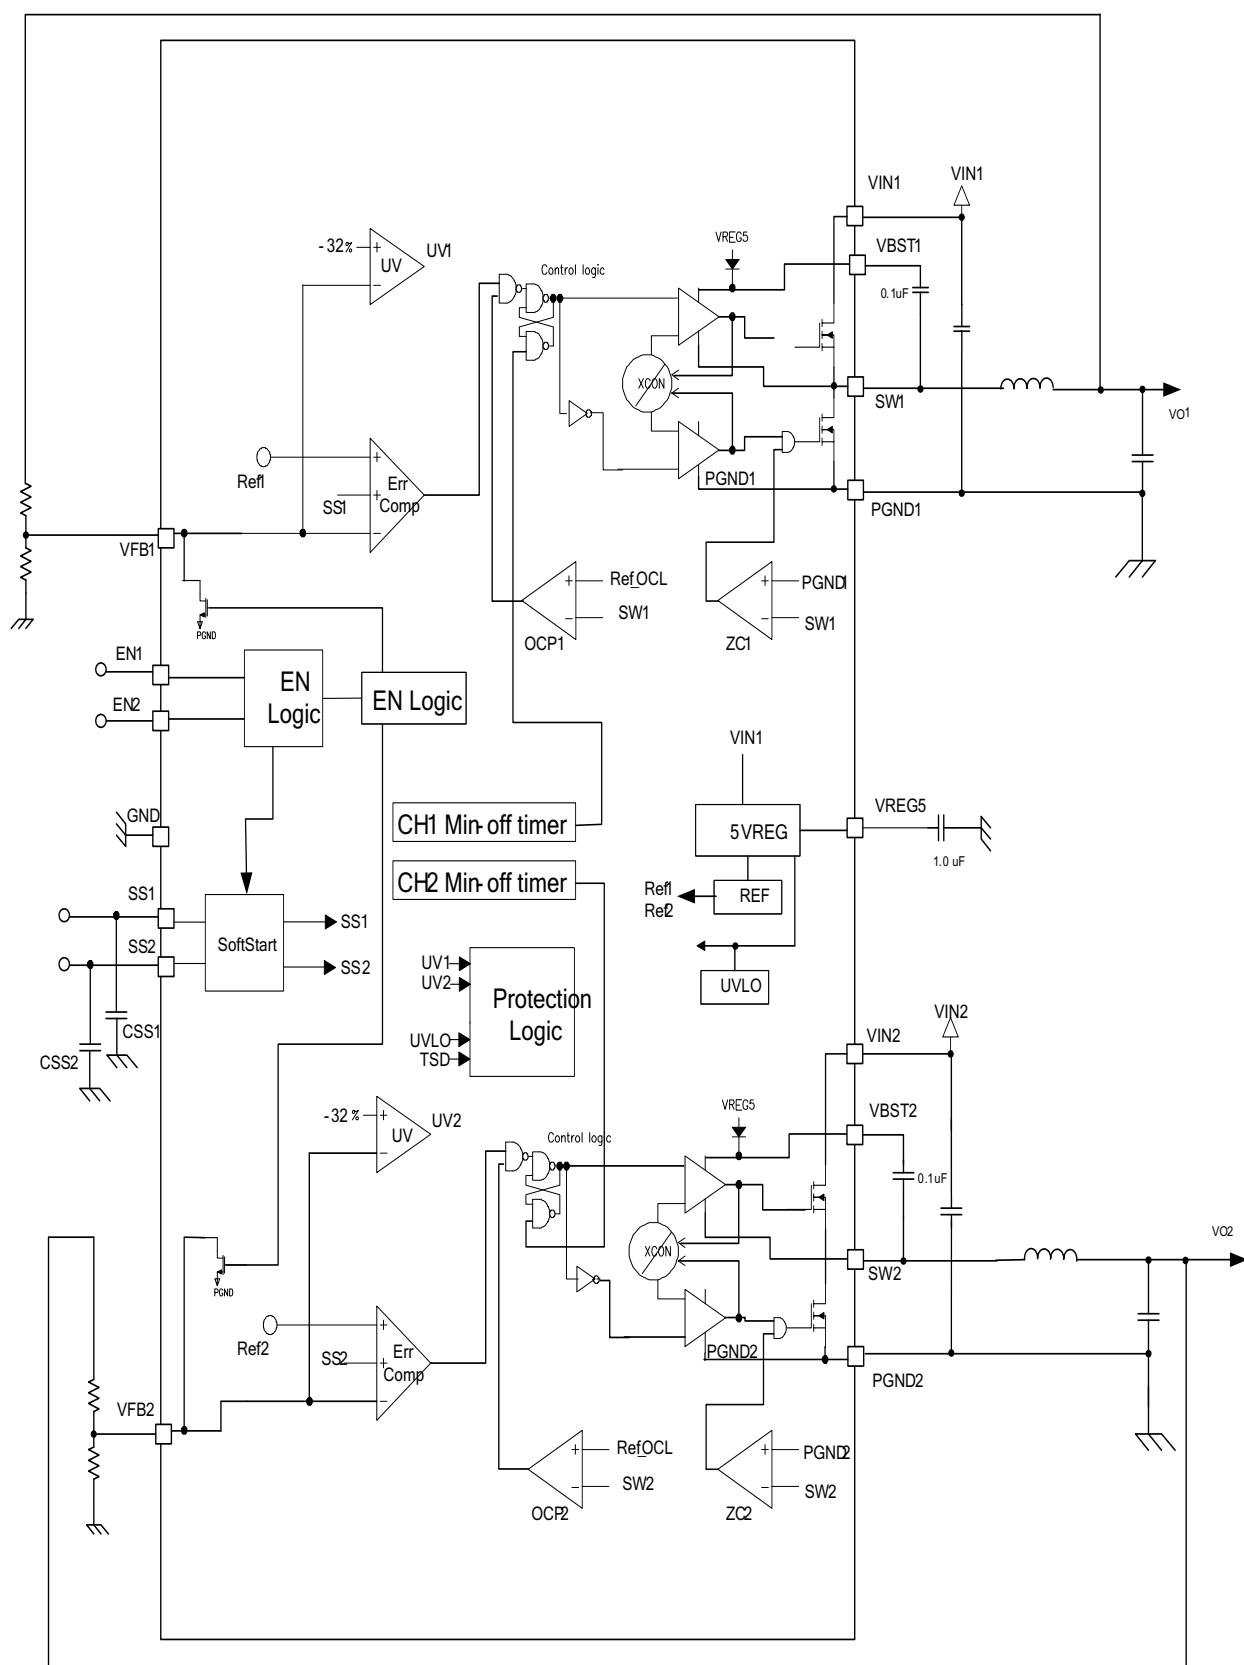 VIN1
VIN1
VREG5
VBST1
-32%
+
UV
-
UV1
Control logic
0.1uF
XCON
SW1
VO1
Ref1
+
SS1
+
Err
Comp
-
PGND1
PGND1
VFB1
+
Ref_OCL
-
SW1
OCP1
+
PGND1
-
SW1
ZC1
PGND
EN1
EN2
EN
Logic
EN Logic
VIN1
GND
CH1 Min-off timer
5VREG
VREG5
1.0 uF
CH2 Min-off timer
Ref1
Ref2
REF
SS1
SS2
SoftStart
SS1
SS2
UV1
UV2
UVLO
TSD
Protection
Logic
UVLO
CSS1
CSS2
VIN2
VIN2
VREG5
VBST2
-32%
+
UV
-
UV2
Control logic
0.1uF
XCON
SW2
VO2
PGND
Ref2
+
SS2
+
Err
Comp
-
PGND2
PGND2
VFB2
+
Ref_OCL
-
SW2
OCP2
+
PGND2
-
SW2
ZC2